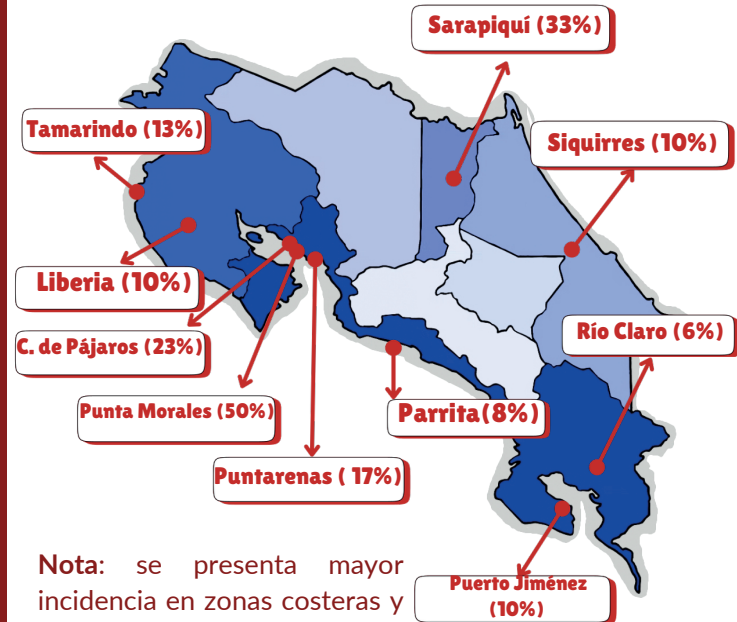 Sarapiquí (33%)
Tamarindo (13%)
Siquirres (10%)
Liberia (10%)
Río Claro (6%)
C. de Pájaros (23%)
Punta Morales (50%)
Parrita(8%)
Puntarenas ( 17%)
Nota: se presenta mayor
incidencia en zonas costeras y
Puerto Jiménez
(10%)